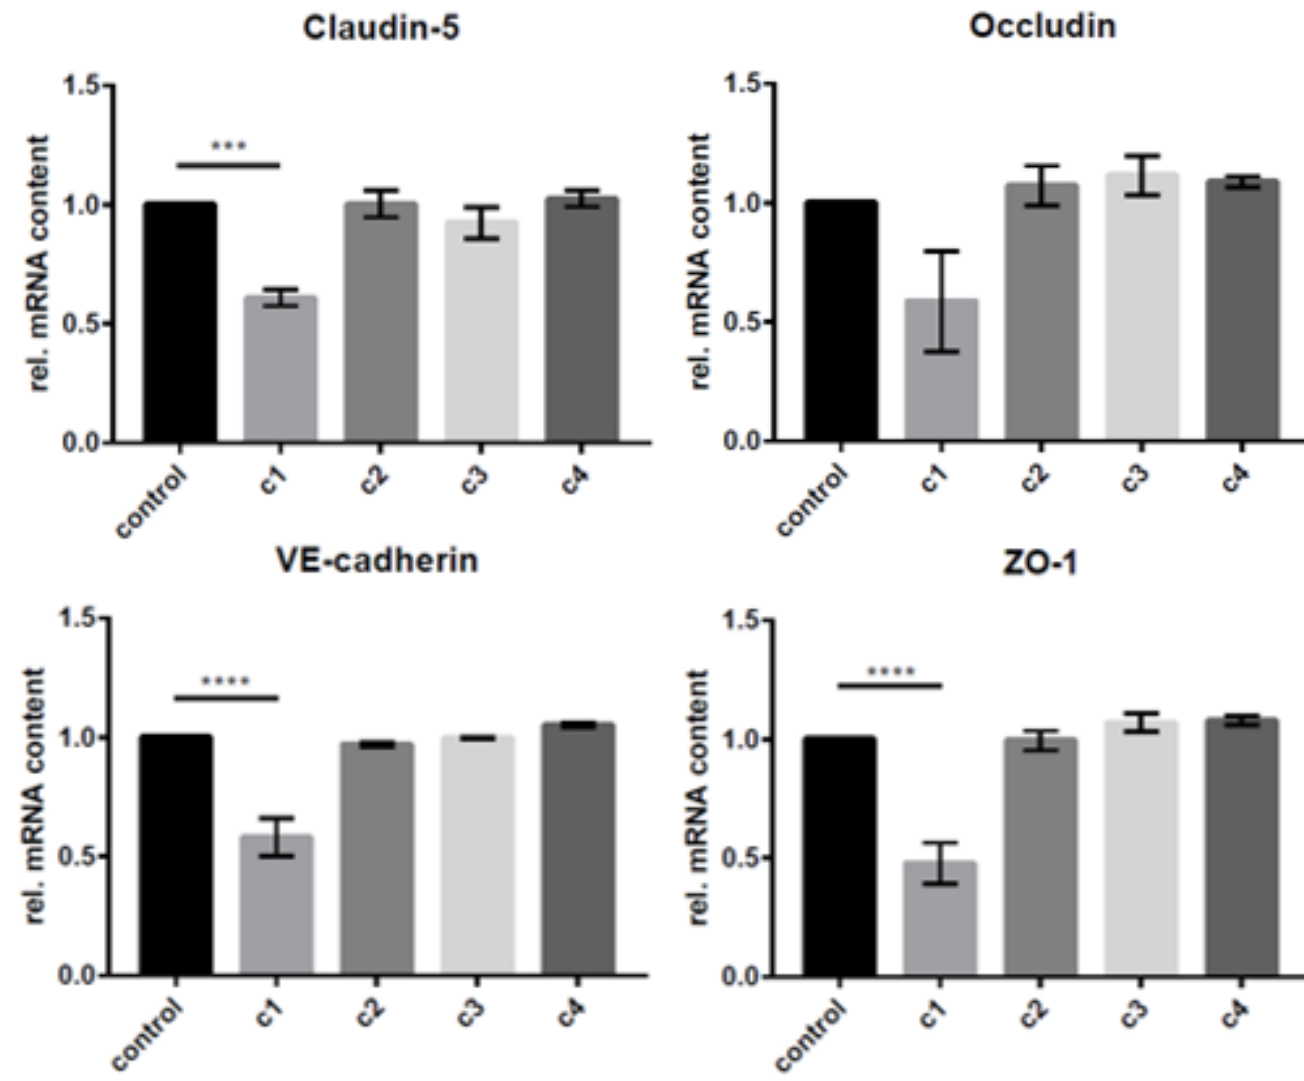 Claudin-5
rel. mRNA content
1.5
1.0
0.5
0.0
***
control
c1
c2
c3
c4
Occludin
rel. mRNA content
1.5
1.0
0.5
0.0
control
c1
c2
c3
c4
VE-cadherin
rel. mRNA content
1.5
1.0
0.5
0.0
****
control
c1
c2
c3
c4
ZO-1
rel. mRNA content
1.5
1.0
0.5
0.0
****
control
c1
c2
c3
c4